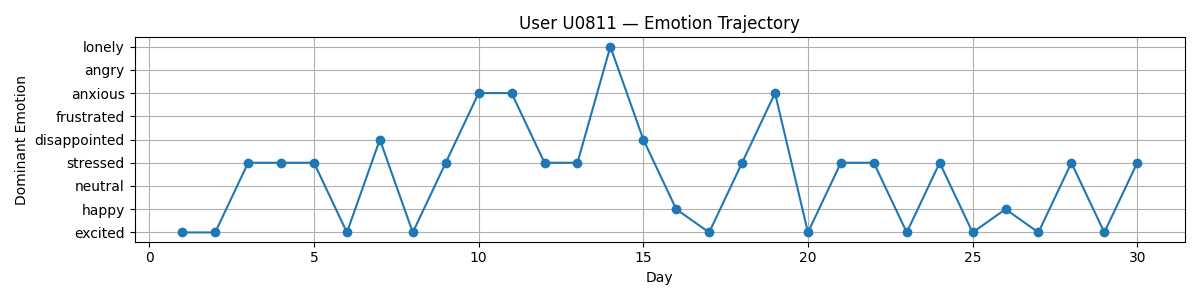 User U0811 — Emotion Trajectory
Dominant Emotion
lonely
angry
anxious
frustrated
disappointed
stressed
neutral
happy
excited
0 5 10 15 20 25 30
Day